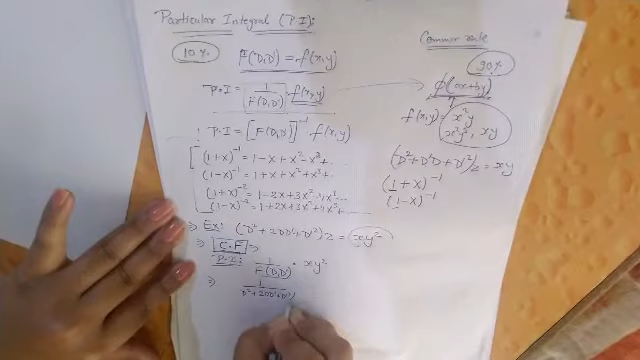 Particular Integral (P.I):
10%
F(D,D') = f(x,y)
P.I = 1/F(D,D') · f(x,y)
P.I = [F(D,D')]⁻¹ f(x,y)
(1+x)⁻¹ = 1-x+x²-x³+..
(1-x)⁻¹ = 1+x+x²+x³+..
(1+x)⁻² = 1-2x+3x²-4x³...
(1-x)⁻² = 1+2x+3x²+4x³+..
⇒ Ex: (D²+2DD'+D'²)z = xy²
⇒ C.F ⇒
P.I: 1/F(D,D') · xy²
⇒ 1/D²+2DD'+D'²
Common rule
90%
φ(ax+by)
f(x,y) = x²y
x²y², xy
(D²+D'D+D'²)z = xy
(1+x)⁻¹
(1-x)⁻¹